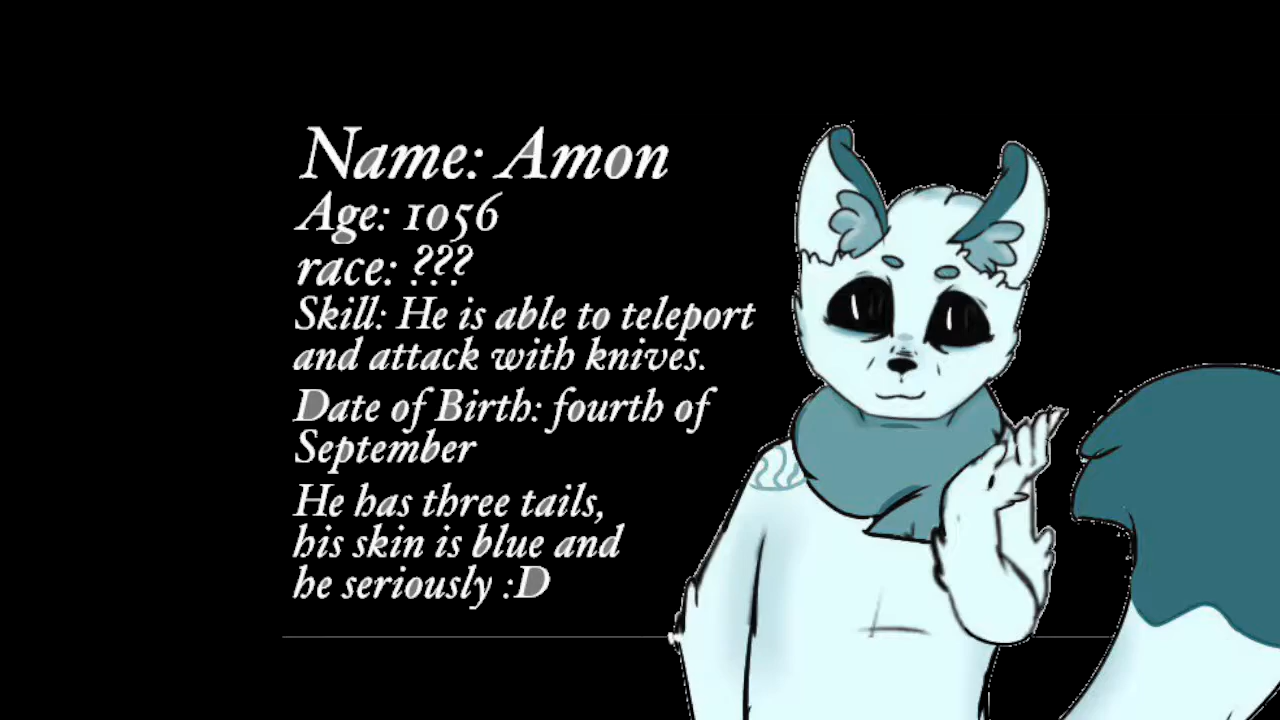 Name: Amon
Age: 1056
race: ???
Skill: He is able to teleport
and attack with knives.
Date of Birth: fourth of
September
He has three tails,
his skin is blue and
he seriously :D